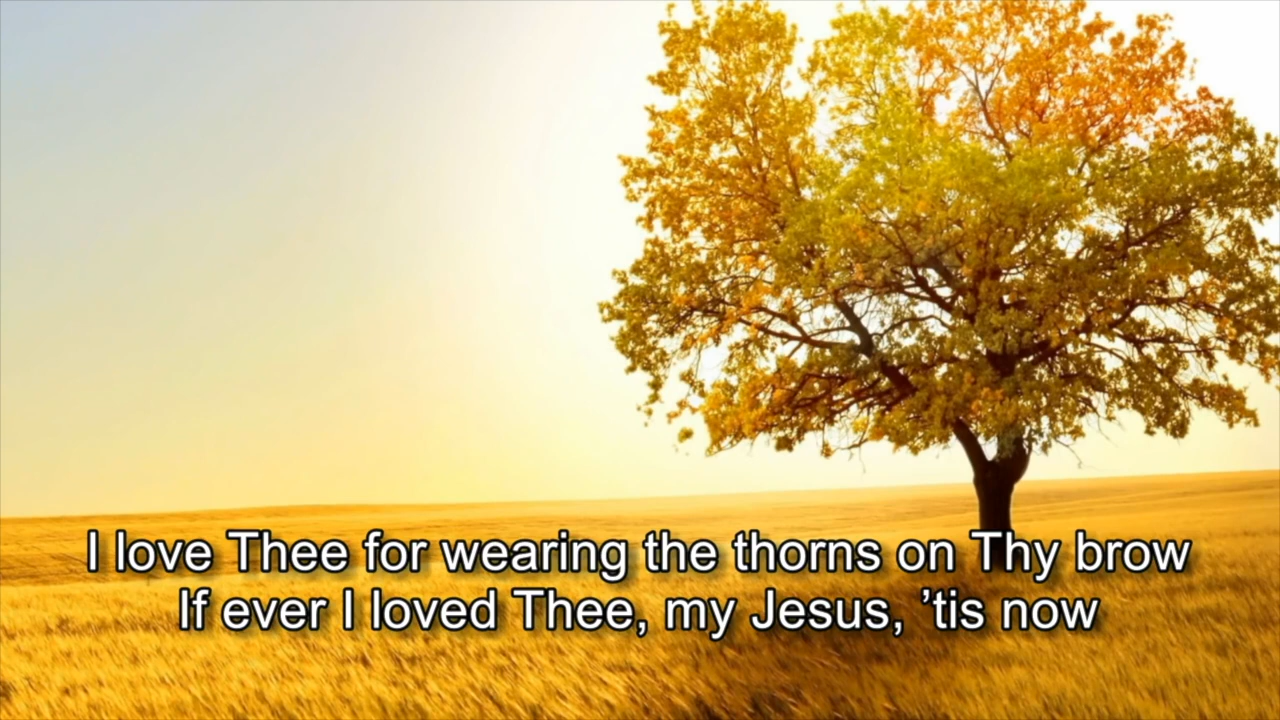 I love Thee for wearing the thorns on Thy brow
If ever I loved Thee, my Jesus, ’tis now